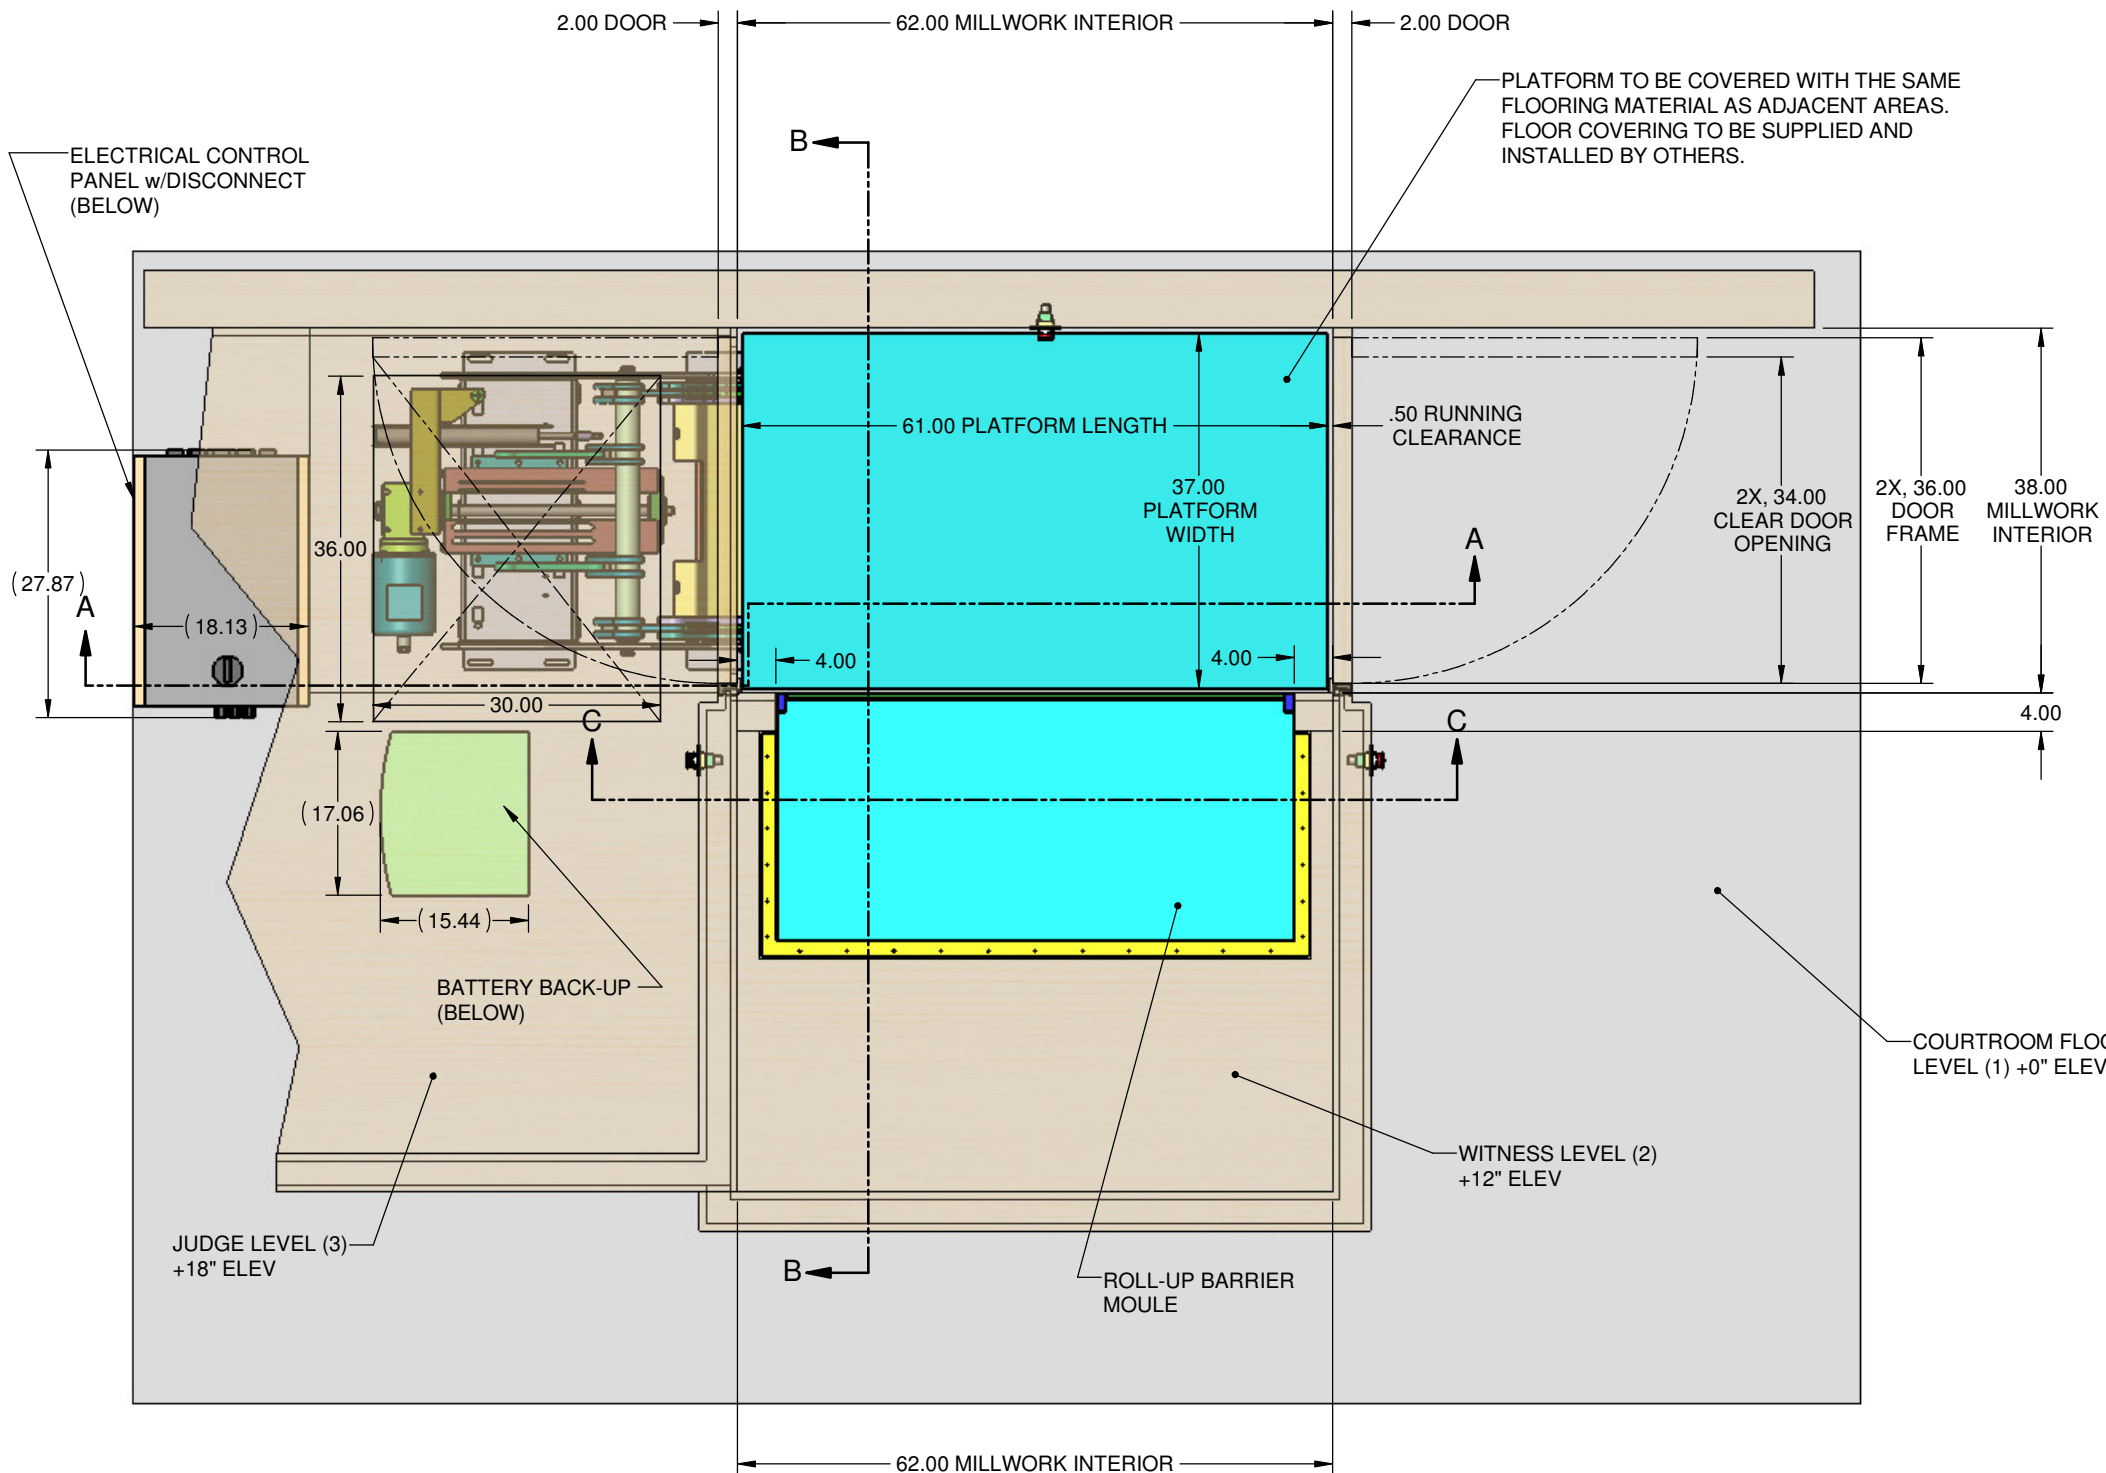 2.00 DOOR
62.00 MILLWORK INTERIOR
2.00 DOOR
PLATFORM TO BE COVERED WITH THE SAME
FLOORING MATERIAL AS ADJACENT AREAS.
FLOOR COVERING TO BE SUPPLIED AND
INSTALLED BY OTHERS.
B
ELECTRICAL CONTROL
PANEL w/DISCONNECT
(BELOW)
61.00 PLATFORM LENGTH
.50 RUNNING
CLEARANCE
37.00
PLATFORM
WIDTH
2X, 34.00
CLEAR DOOR
OPENING
2X, 36.00
DOOR
FRAME
38.00
MILLWORK
INTERIOR
A
36.00
(27.87)
A
(18.13)
4.00
4.00
30.00
C
C
4.00
(17.06)
(15.44)
BATTERY BACK-UP
(BELOW)
COURTROOM FLOO
LEVEL (1) +0" ELEV
WITNESS LEVEL (2)
+12" ELEV
JUDGE LEVEL (3)
+18" ELEV
B
ROLL-UP BARRIER
MOULE
62.00 MILLWORK INTERIOR